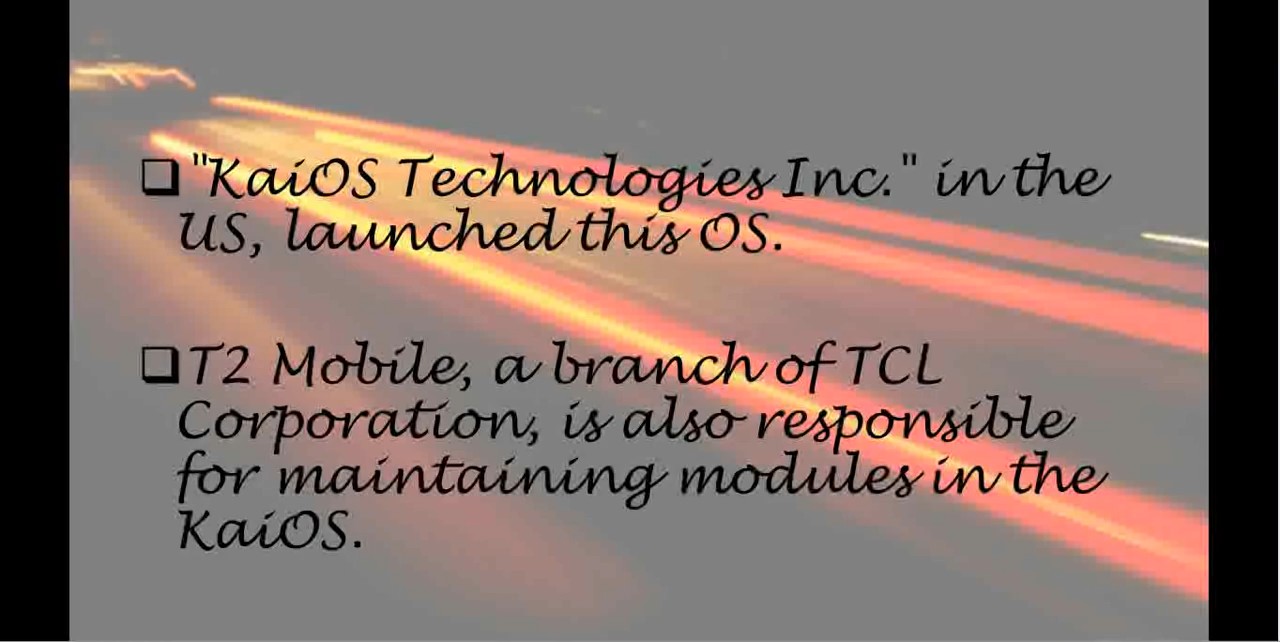 ❑"KaiOS Technologies Inc." in the
US, launched this OS.
❑T2 Mobile, a branch of TCL
Corporation, is also responsible
for maintaining modules in the
KaiOS.